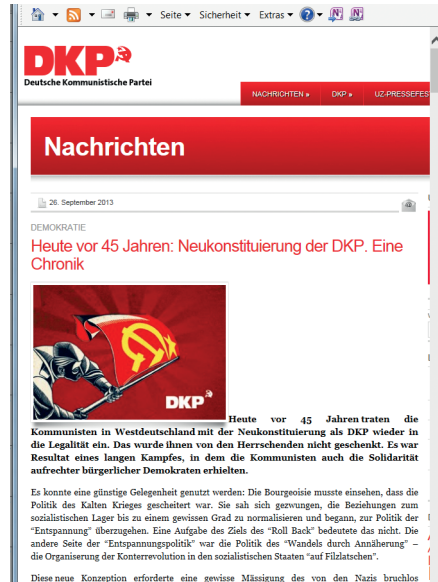 Seite Sicherheit Extras
DKP
Deutsche Kommunistische Partei
NACHRICHTEN » DKP » UZ-PRESSEFES
Nachrichten
26. September 2013
DEMOKRATIE
Heute vor 45 Jahren: Neukonstituierung der DKP. Eine
Chronik
DKP
Heute vor 45 Jahren traten die
Kommunisten in Westdeutschland mit der Neukonstituierung als DKP wieder in
die Legalität ein. Das wurde ihnen von den Herrschenden nicht geschenkt. Es war
Resultat eines langen Kampfes, in dem die Kommunisten auch die Solidarität
aufrechter bürgerlicher Demokraten erhielten.
Es konnte eine günstige Gelegenheit genutzt werden: Die Bourgeoisie musste einsehen, dass die
Politik des Kalten Krieges gescheitert war. Sie sah sich gezwungen, die Beziehungen zum
sozialistischen Lager bis zu einem gewissen Grad zu normalisieren und begann, zur Politik der
“Entspannung” überzugehen. Eine Aufgabe des Ziels des “Roll Back” bedeutete das nicht. Die
andere Seite der “Entspannungspolitik” war die Politik des “Wandels durch Annäherung” –
die Organisierung der Konterrevolution in den sozialistischen Staaten “auf Filzlatschen”.
Diese neue Konzeption erforderte eine gewisse Mässigung des von den Nazis bruchlos